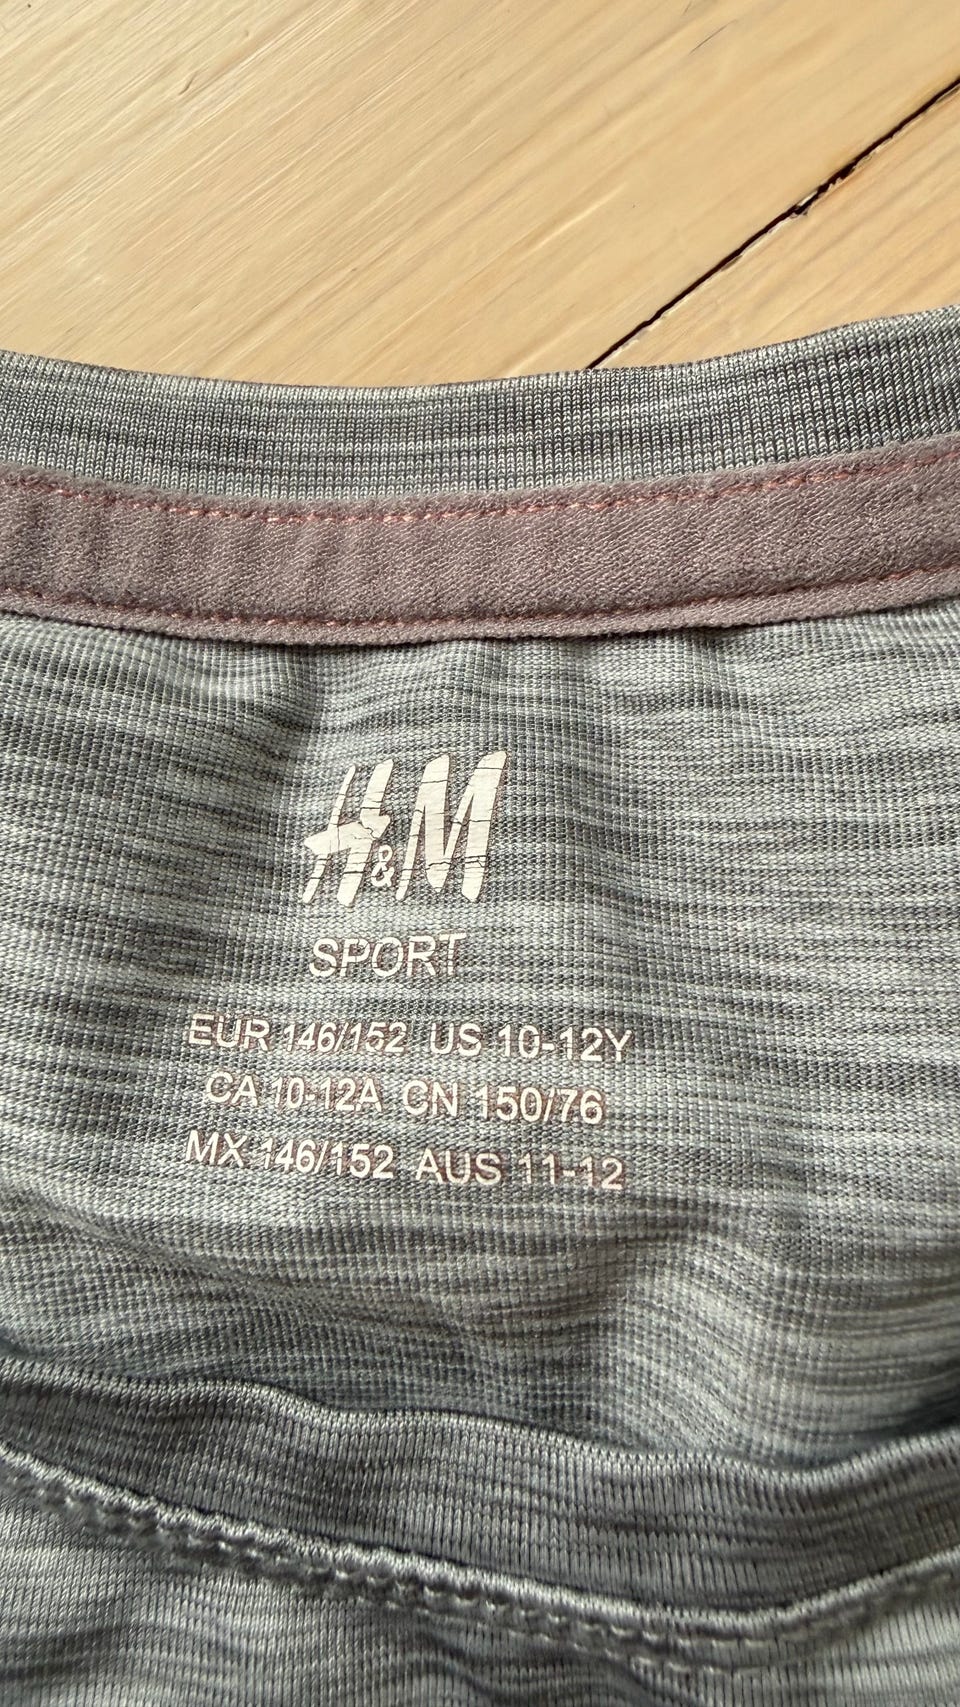 H&M
SPORT
EUR 146/152 US 10-12Y
CA 10-12A CN 150/76
MX 146/152 AUS 11-12